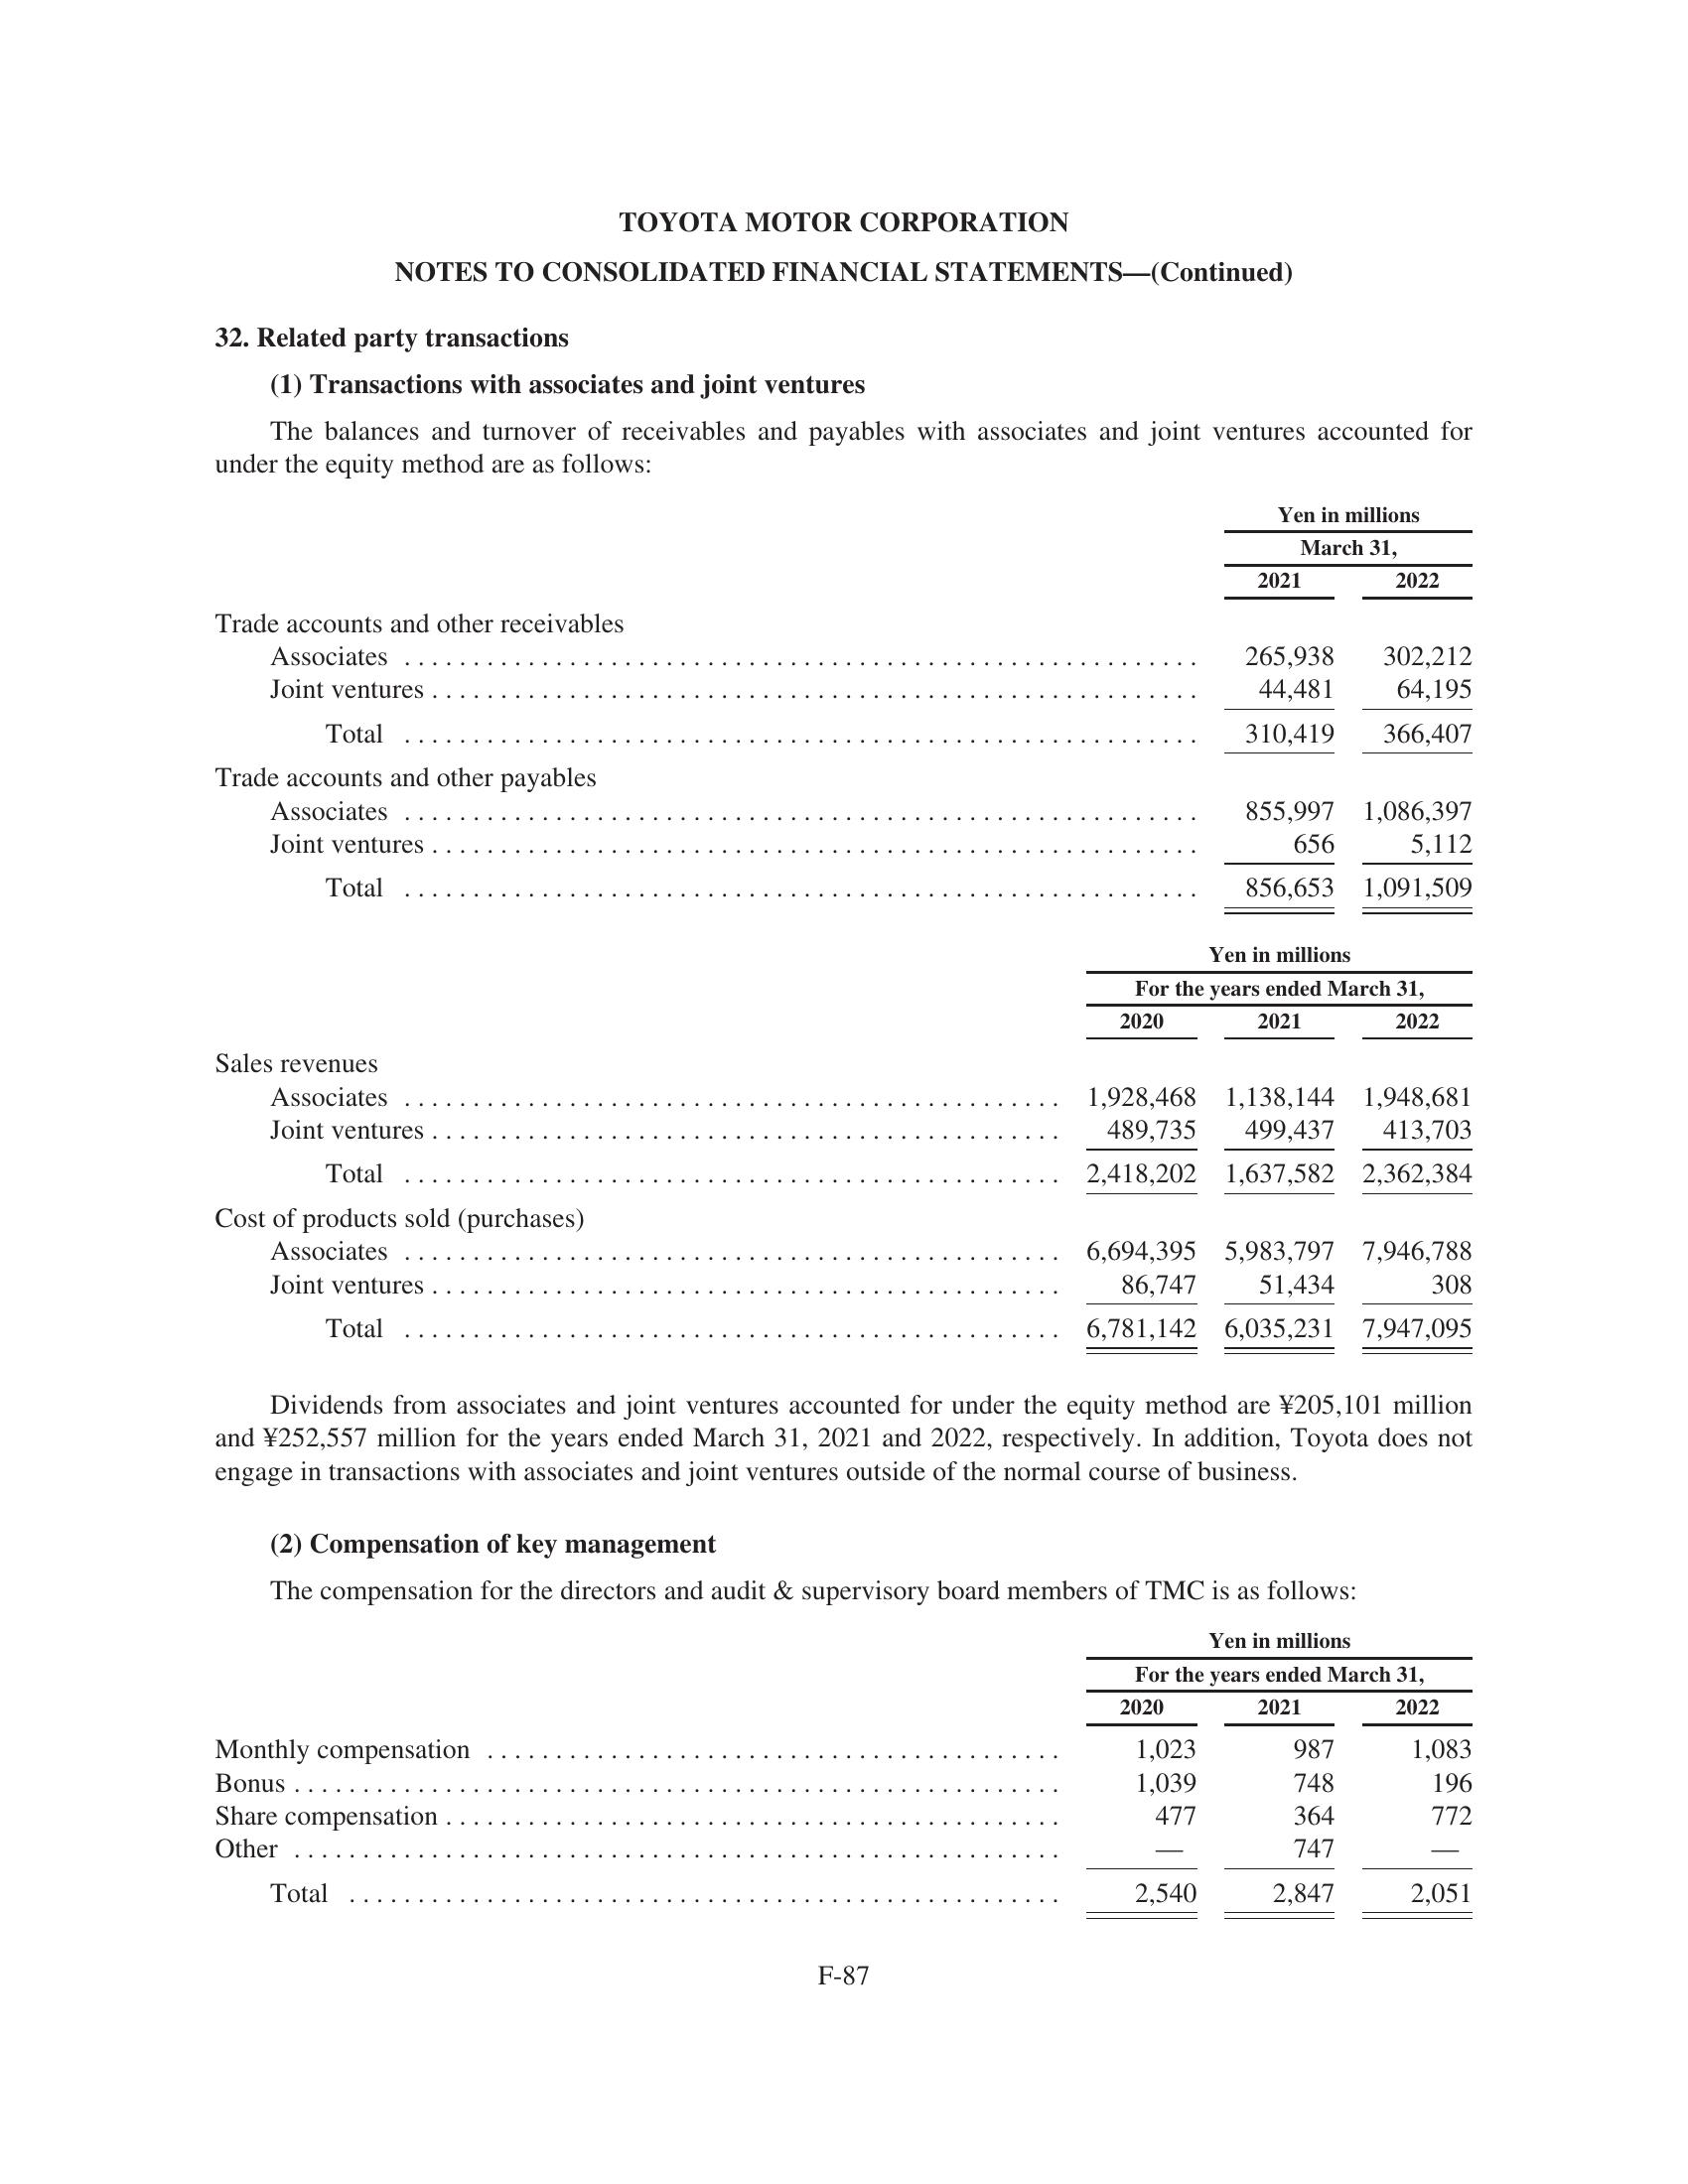 TOYOTA MOTOR CORPORATION
NOTES TO CONSOLIDATED FINANCIAL STATEMENTS—(Continued)
32. Related party transactions
(1) Transactions with associates and joint ventures
The balances and turnover of receivables and payables with associates and joint ventures accounted for
under the equity method are as follows:
Yen in millions
March 31,
2021 2022
Trade accounts and other receivables
Associates . . . . . . . . . . . . . . . . . . . . 265,938 302,212
Joint ventures . . . . . . . . . . . . . . . . . . . . 44,481 64,195
Total . . . . . . . . . . . . . . . . . . . . 310,419 366,407
Trade accounts and other payables
Associates . . . . . . . . . . . . . . . . . . . . 855,997 1,086,397
Joint ventures . . . . . . . . . . . . . . . . . . . . 656 5,112
Total . . . . . . . . . . . . . . . . . . . . 856,653 1,091,509
Yen in millions
For the years ended March 31,
2020 2021 2022
Sales revenues
Associates . . . . . . . . . . . . . . . . . . . . 1,928,468 1,138,144 1,948,681
Joint ventures . . . . . . . . . . . . . . . . . . . . 489,735 499,437 413,703
Total . . . . . . . . . . . . . . . . . . . . 2,418,202 1,637,582 2,362,384
Cost of products sold (purchases)
Associates . . . . . . . . . . . . . . . . . . . . 6,694,395 5,983,797 7,946,788
Joint ventures . . . . . . . . . . . . . . . . . . . . 86,747 51,434 308
Total . . . . . . . . . . . . . . . . . . . . 6,781,142 6,035,231 7,947,095
Dividends from associates and joint ventures accounted for under the equity method are ¥205,101 million
and ¥252,557 million for the years ended March 31, 2021 and 2022, respectively. In addition, Toyota does not
engage in transactions with associates and joint ventures outside of the normal course of business.
(2) Compensation of key management
The compensation for the directors and audit & supervisory board members of TMC is as follows:
Yen in millions
For the years ended March 31,
2020 2021 2022
Monthly compensation . . . . . . . . . . . . . . . . . . . . 1,023 987 1,083
Bonus . . . . . . . . . . . . . . . . . . . . 1,039 748 196
Share compensation . . . . . . . . . . . . . . . . . . . . 477 364 772
Other . . . . . . . . . . . . . . . . . . . . — 747 —
Total . . . . . . . . . . . . . . . . . . . . 2,540 2,847 2,051
F-87